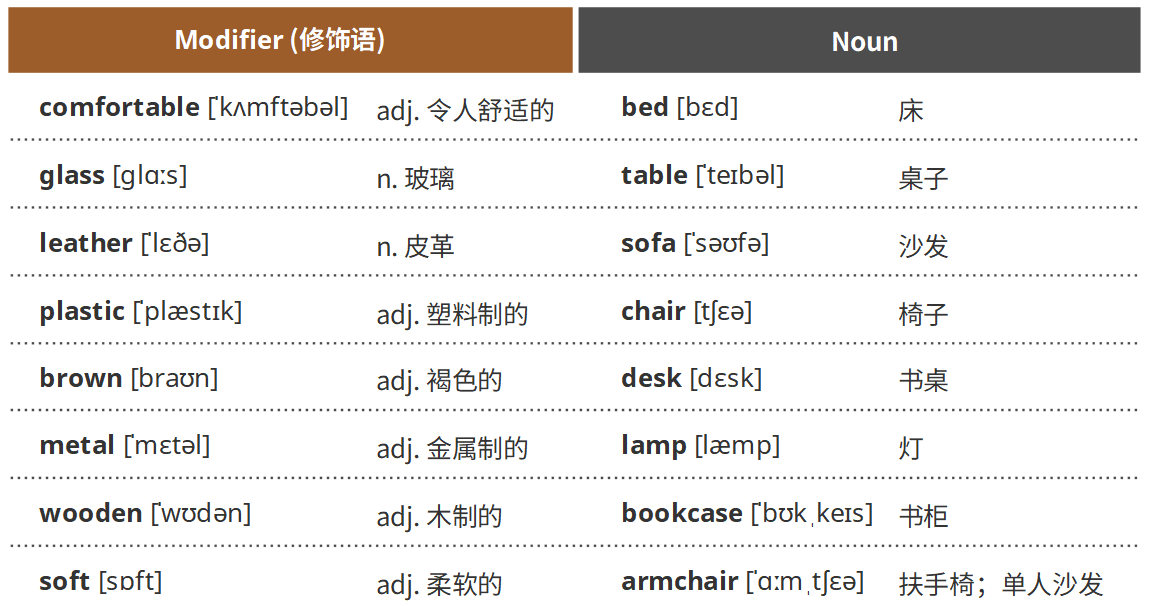 Modifier (修饰语) Noun
comfortable [ˈkʌmftəbəl] adj. 令人舒适的 bed [bɛd] 床
glass [ɡlɑːs] n. 玻璃 table [ˈteɪbəl] 桌子
leather [ˈlɛðə] n. 皮革 sofa [ˈsəʊfə] 沙发
plastic [ˈplæstɪk] adj. 塑料制的 chair [tʃɛə] 椅子
brown [braʊn] adj. 褐色的 desk [dɛsk] 书桌
metal [ˈmɛtəl] adj. 金属制的 lamp [læmp] 灯
wooden [ˈwʊdən] adj. 木制的 bookcase [ˈbʊkˌkeɪs] 书柜
soft [sɒft] adj. 柔软的 armchair [ˈɑːmˌtʃɛə] 扶手椅；单人沙发